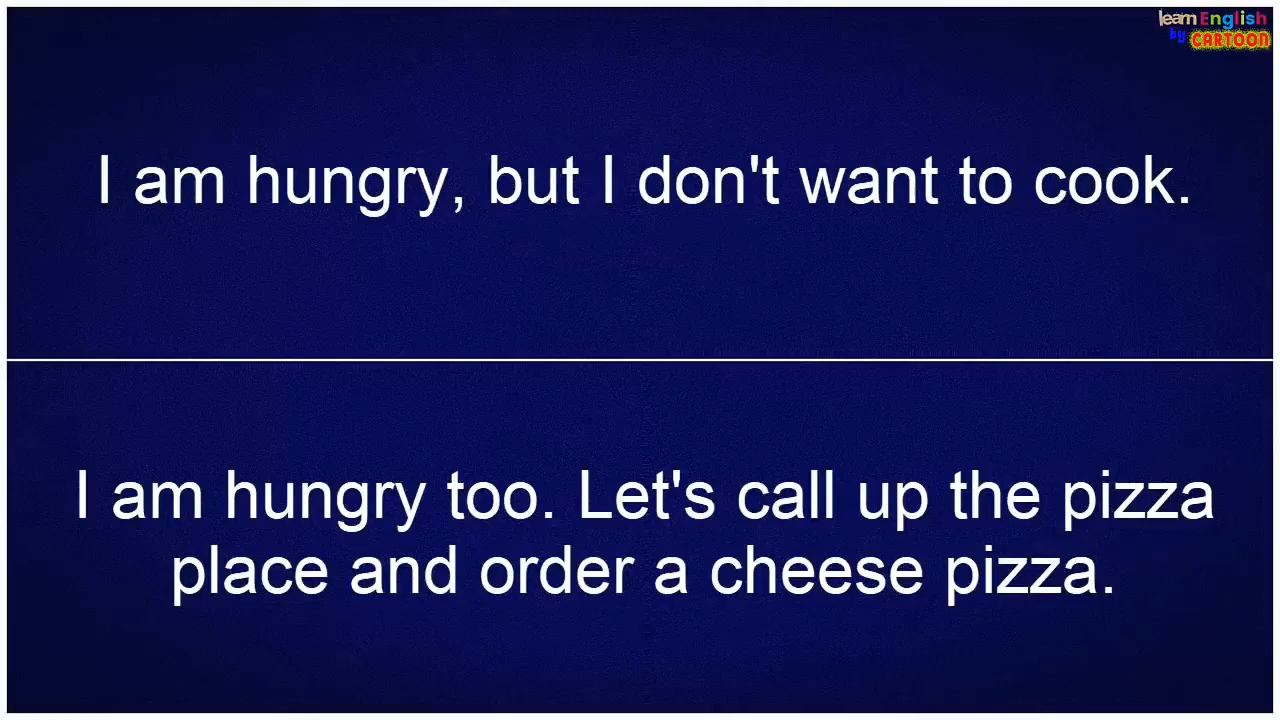 learn English
by CARTOON
I am hungry, but I don't want to cook.
I am hungry too. Let's call up the pizza
place and order a cheese pizza.